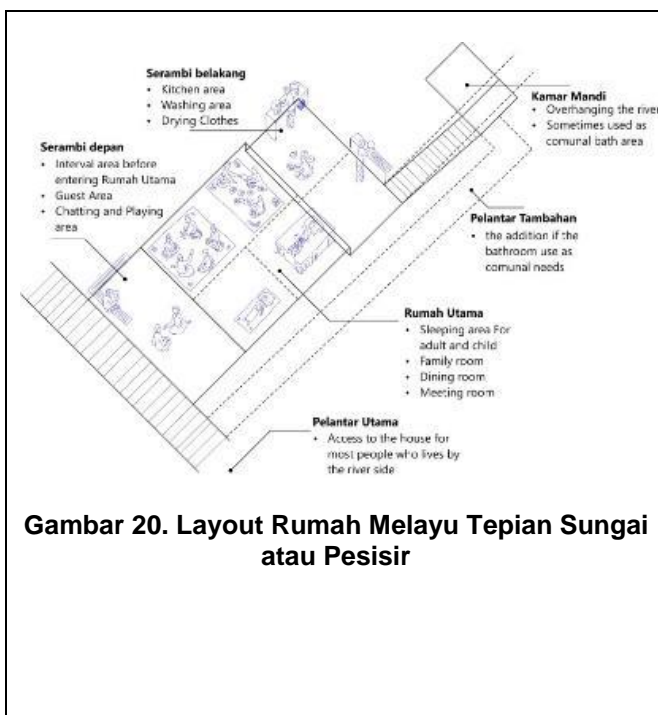 Serambi belakang
• Kitchen area
• Washing area
• Drying Clothes
Serambi depan
• Interval area before
entering Rumah Utama
• Guest Area
• Chatting and Playing
area
Kamar Mandi
• Overhanging the river
• Sometimes used as
comunal bath area
Pelantar Tambahan
• the addition if the
bathroom use as
comunal needs
Rumah Utama
• Sleeping area For
adult and child
• Family room
• Dining room
• Meeting room
Pelantar Utama
• Access to the house for
most people who lives by
the river side
Gambar 20. Layout Rumah Melayu Tepian Sungai
atau Pesisir